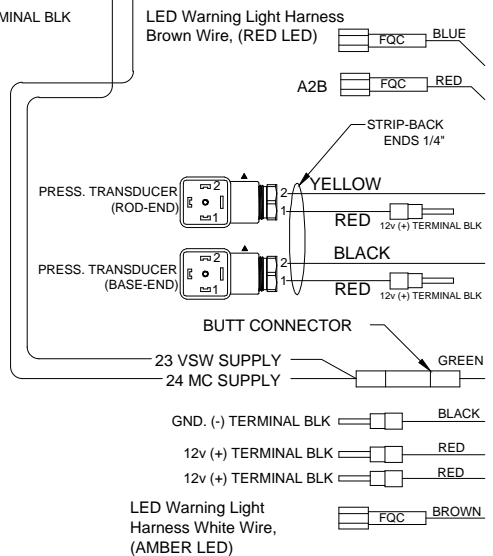 MINAL BLK
LED Warning Light Harness
Brown Wire, (RED LED)
FQC
BLUE
A2B
FQC
RED
STRIP-BACK
ENDS 1/4"
PRESS. TRANSDUCER
(ROD-END)
2
1
2
1
YELLOW
RED
12v (+) TERMINAL BLK
PRESS. TRANSDUCER
(BASE-END)
2
1
2
1
BLACK
RED
12v (+) TERMINAL BLK
BUTT CONNECTOR
23 VSW SUPPLY
24 MC SUPPLY
GREEN
GND. (-) TERMINAL BLK
BLACK
12v (+) TERMINAL BLK
RED
12v (+) TERMINAL BLK
RED
LED Warning Light
Harness White Wire,
(AMBER LED)
FQC
BROWN